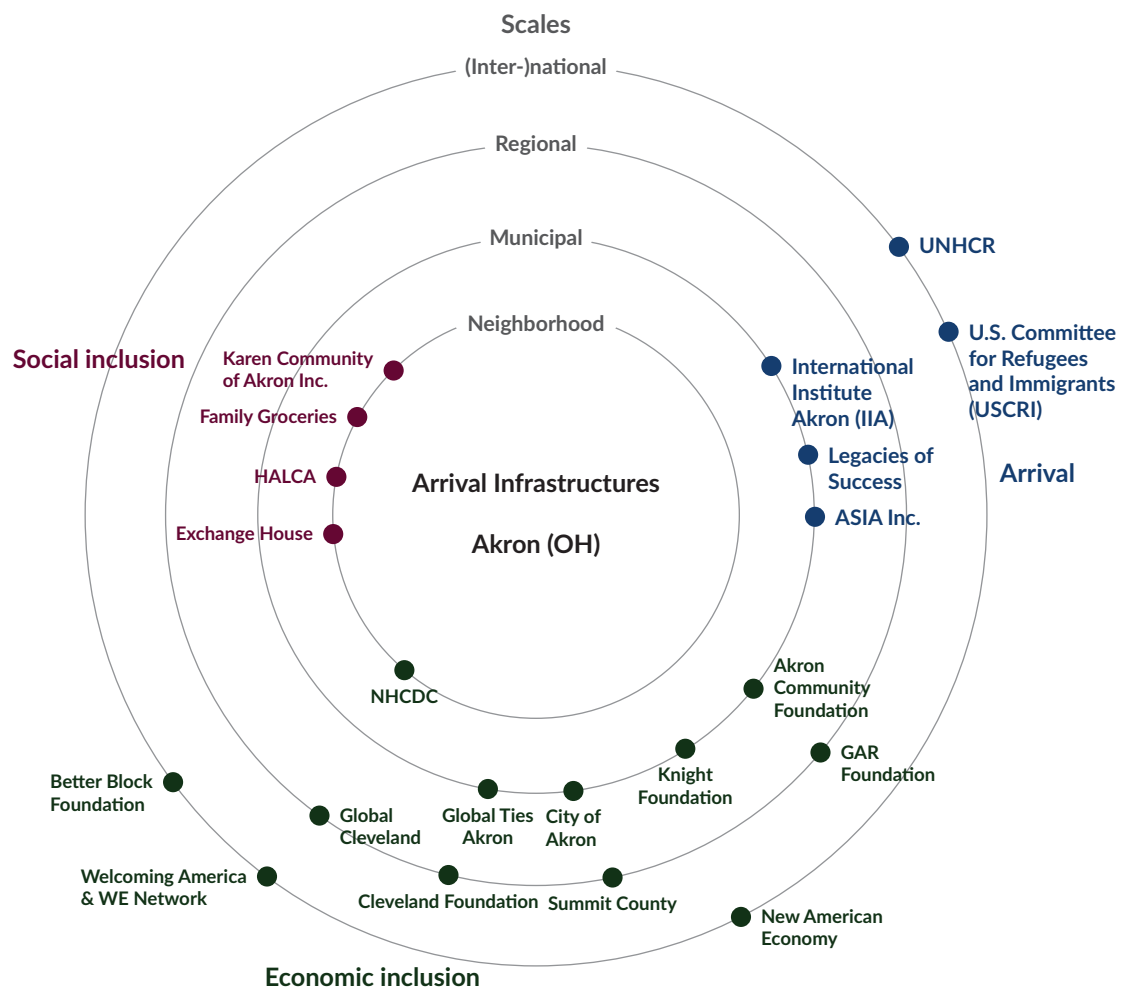 Scales
(Inter-)national
Regional
Municipal
Neighborhood
UNHCR
U.S. Committee
for Refugees
and Immigrants
(USCRI)
Arrival
International
Institute
Akron (IIA)
Legacies of
Success
ASIA Inc.
Social inclusion
Karen Community
of Akron Inc.
Family Groceries
HALCA
Exchange House
Arrival Infrastructures
Akron (OH)
NHCDC
Akron
Community
Foundation
GAR
Foundation
Knight
Foundation
City of
Akron
Global Ties
Akron
Global
Cleveland
Better Block
Foundation
Welcoming America
& WE Network
Cleveland Foundation
Summit County
New American
Economy
Economic inclusion